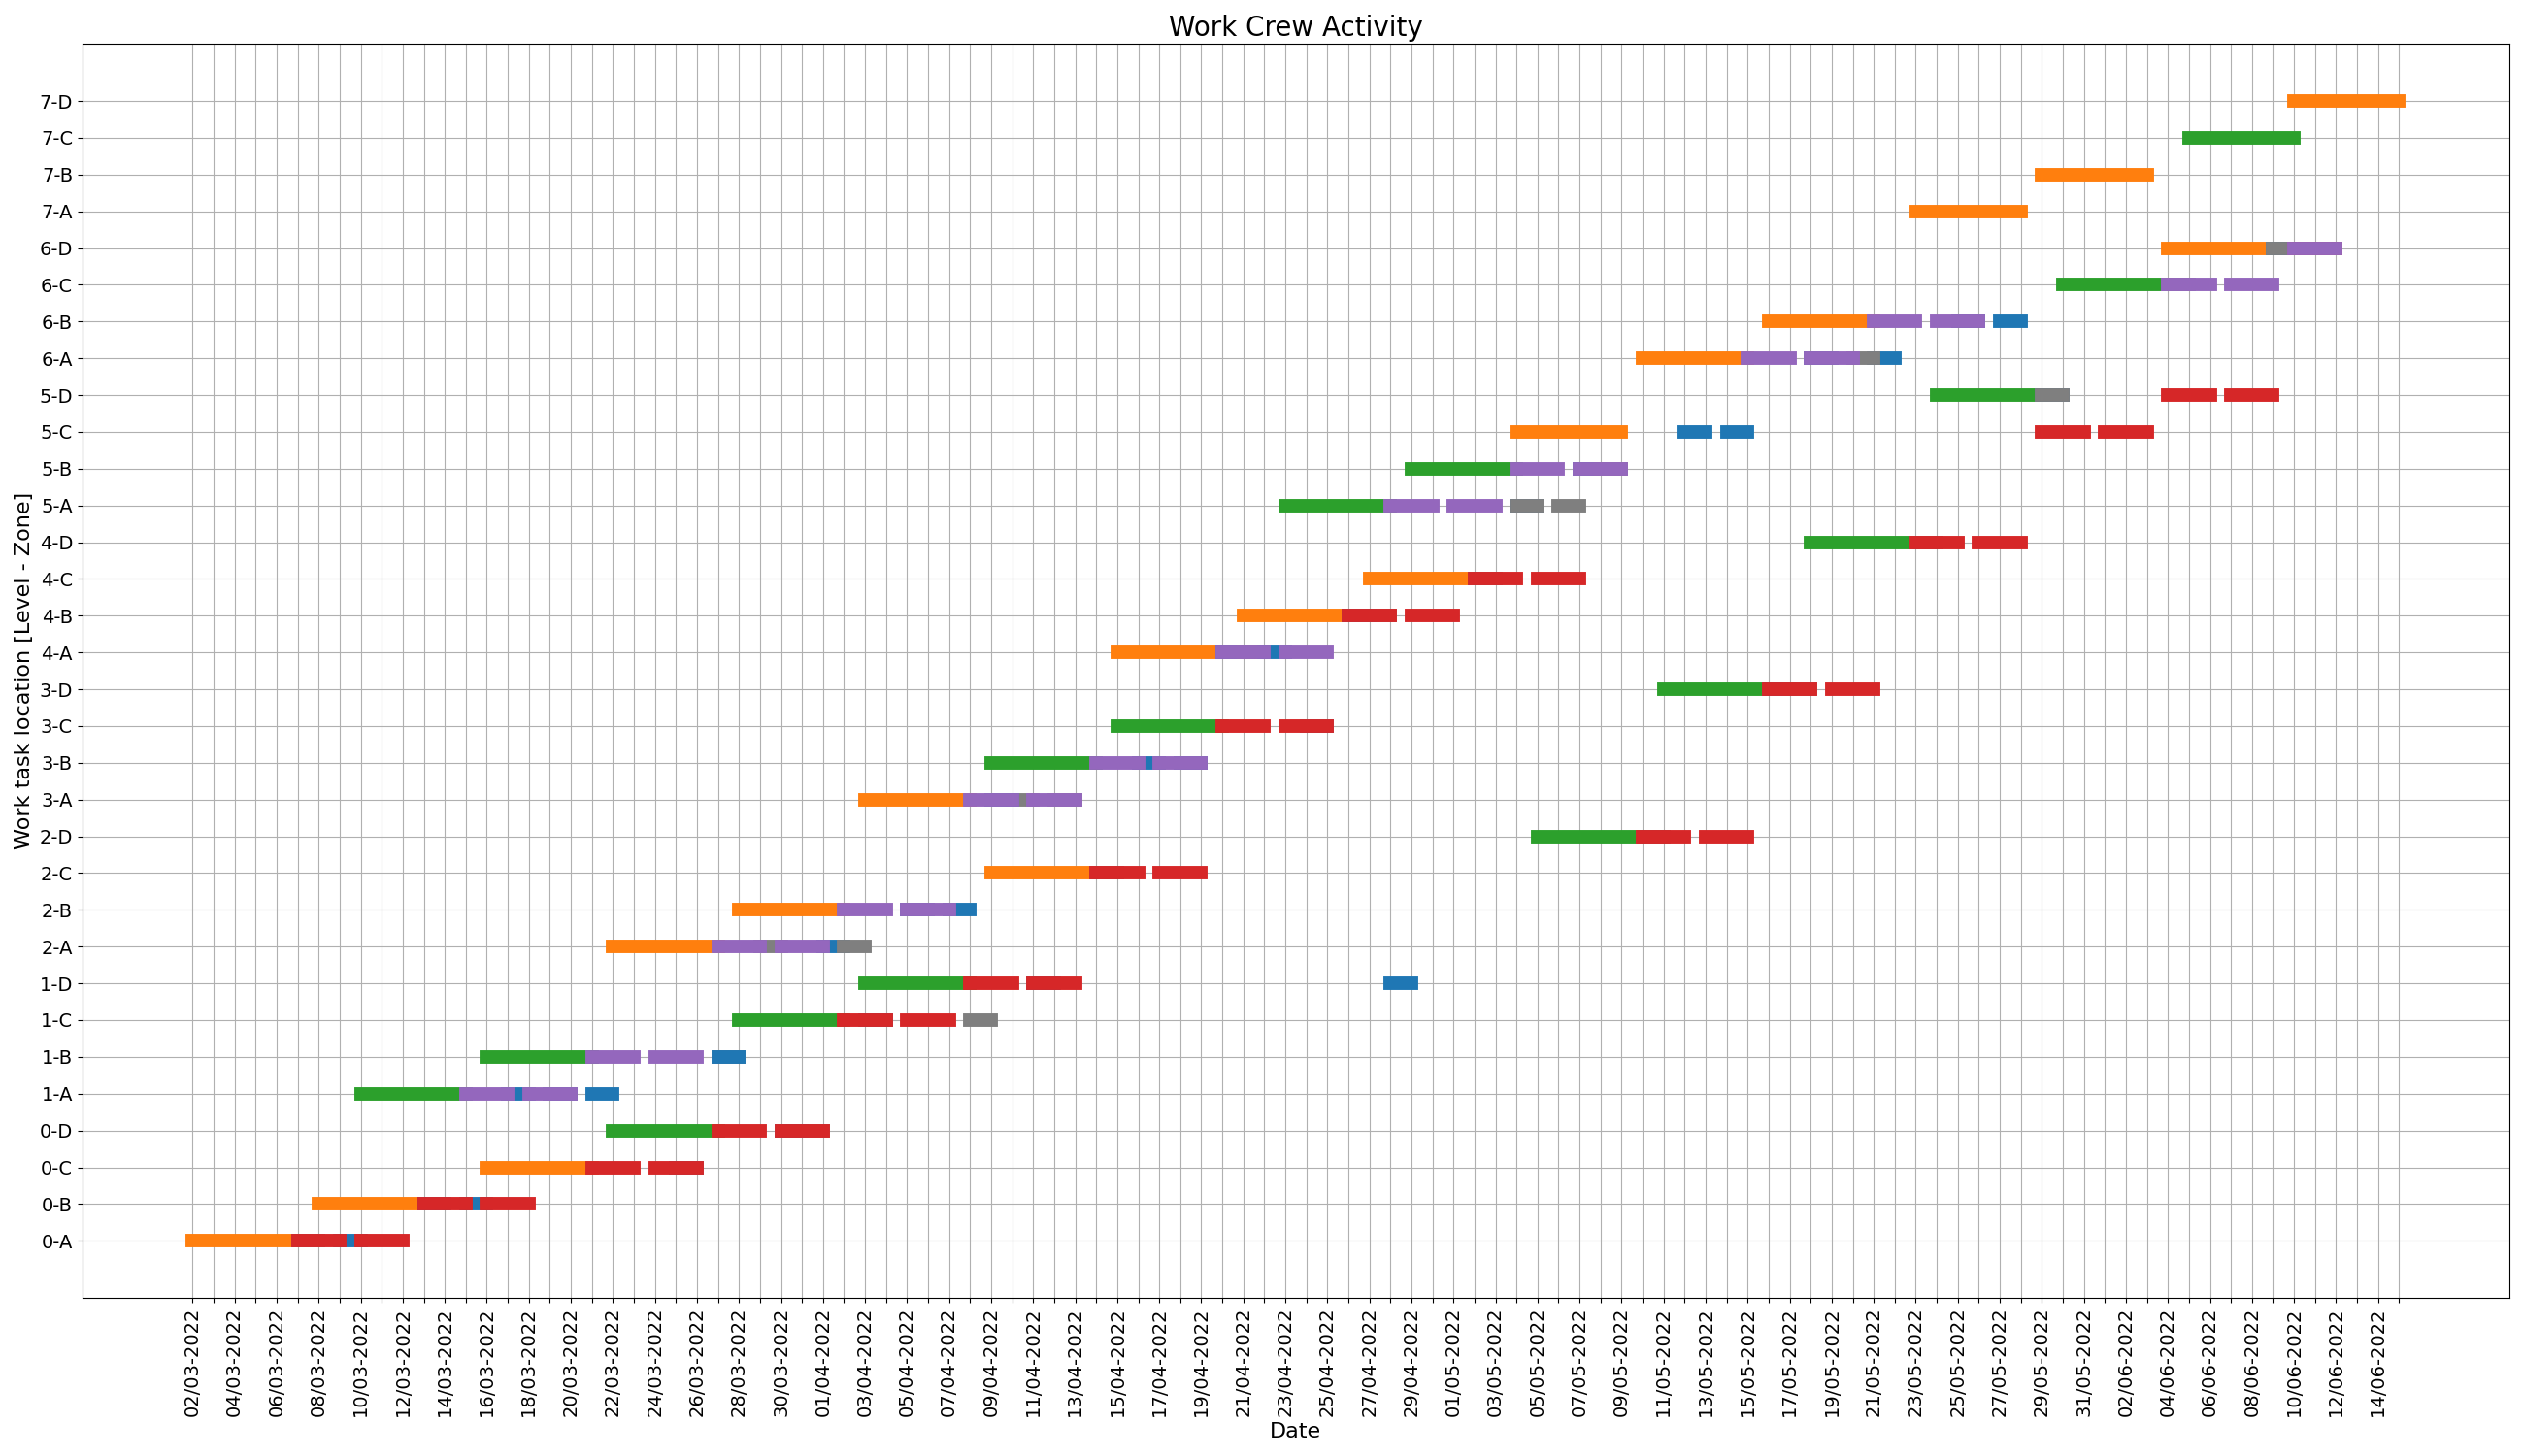 Work Crew Activity
7-D
7-C
7-B
7-A
6-D
6-C
6-B
6-A
5-D
5-C
5-B
5-A
4-D
4-C
4-B
4-A
3-D
3-C
3-B
3-A
2-D
2-C
2-B
2-A
1-D
1-C
1-B
1-A
0-D
0-C
0-B
0-A
Work task location [Level - Zone]
02/03-2022
04/03-2022
06/03-2022
08/03-2022
10/03-2022
12/03-2022
14/03-2022
16/03-2022
18/03-2022
20/03-2022
22/03-2022
24/03-2022
26/03-2022
28/03-2022
30/03-2022
01/04-2022
03/04-2022
05/04-2022
07/04-2022
09/04-2022
11/04-2022
13/04-2022
15/04-2022
17/04-2022
19/04-2022
21/04-2022
23/04-2022
25/04-2022
27/04-2022
29/04-2022
01/05-2022
03/05-2022
05/05-2022
07/05-2022
09/05-2022
11/05-2022
13/05-2022
15/05-2022
17/05-2022
19/05-2022
21/05-2022
23/05-2022
25/05-2022
27/05-2022
29/05-2022
31/05-2022
02/06-2022
04/06-2022
06/06-2022
08/06-2022
10/06-2022
12/06-2022
14/06-2022
Date